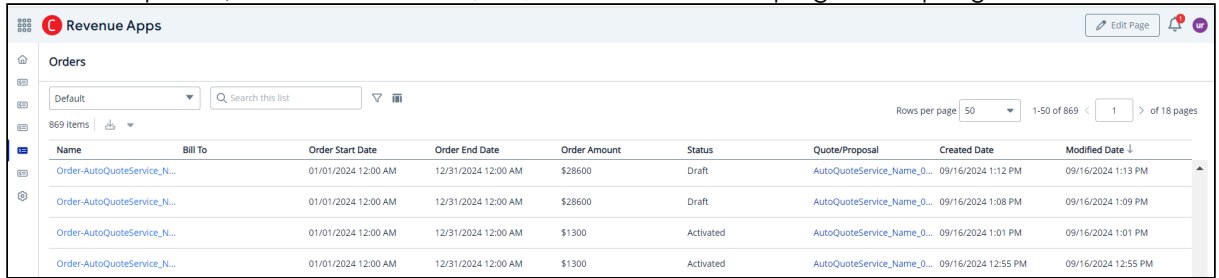 Revenue Apps
Edit Page
ur
Orders
Default
Search this list
Rows per page 50 1-50 of 869 < 1 > of 18 pages
869 items
Name Bill To Order Start Date Order End Date Order Amount Status Quote/Proposal Created Date Modified Date ↓
Order-AutoQuoteService_N... 01/01/2024 12:00 AM 12/31/2024 12:00 AM $28600 Draft AutoQuoteService_Name_0... 09/16/2024 1:12 PM 09/16/2024 1:13 PM
Order-AutoQuoteService_N... 01/01/2024 12:00 AM 12/31/2024 12:00 AM $28600 Draft AutoQuoteService_Name_0... 09/16/2024 1:08 PM 09/16/2024 1:09 PM
Order-AutoQuoteService_N... 01/01/2024 12:00 AM 12/31/2024 12:00 AM $1300 Activated AutoQuoteService_Name_0... 09/16/2024 1:01 PM 09/16/2024 1:01 PM
Order-AutoQuoteService_N... 01/01/2024 12:00 AM 12/31/2024 12:00 AM $1300 Activated AutoQuoteService_Name_0... 09/16/2024 12:55 PM 09/16/2024 12:55 PM